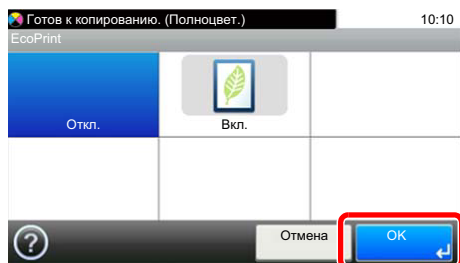 Готов к копированию. (Полноцвет.) 10:10
EcoPrint
Откл. Вкл.
? Отмена OK